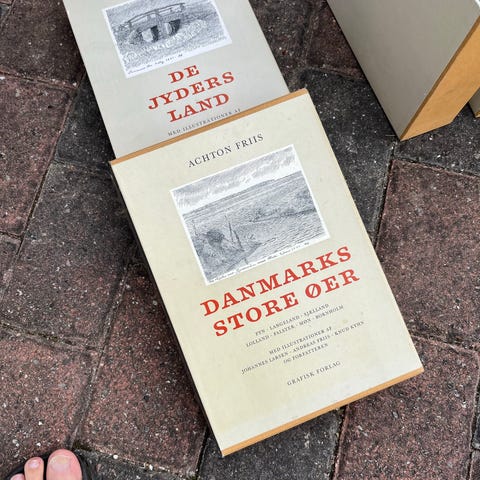 DE
JYDERS
LAND
MED ILLUSTRATIONER AF
ACHTON FRIIS
DANMARKS
STORE ØER
FYN · LANGELAND · SJÆLLAND
LOLLAND · FALSTER · MØN · BORNHOLM
MED ILLUSTRATIONER AF
JOHANNES LARSEN · ANDREAS FRIIS · KNUD KYHN
OG FORFATTEREN
GRAFISK FORLAG